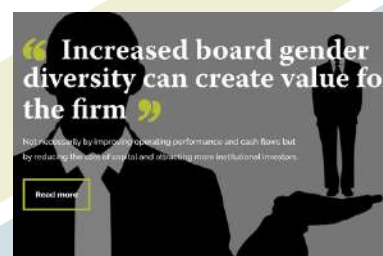 “ Increased board gender
diversity can create value fo
the firm ”
Not necessarily by improving operating performance and cash flows but
by reducing the cost of capital and attracting more institutional investors.
Read more